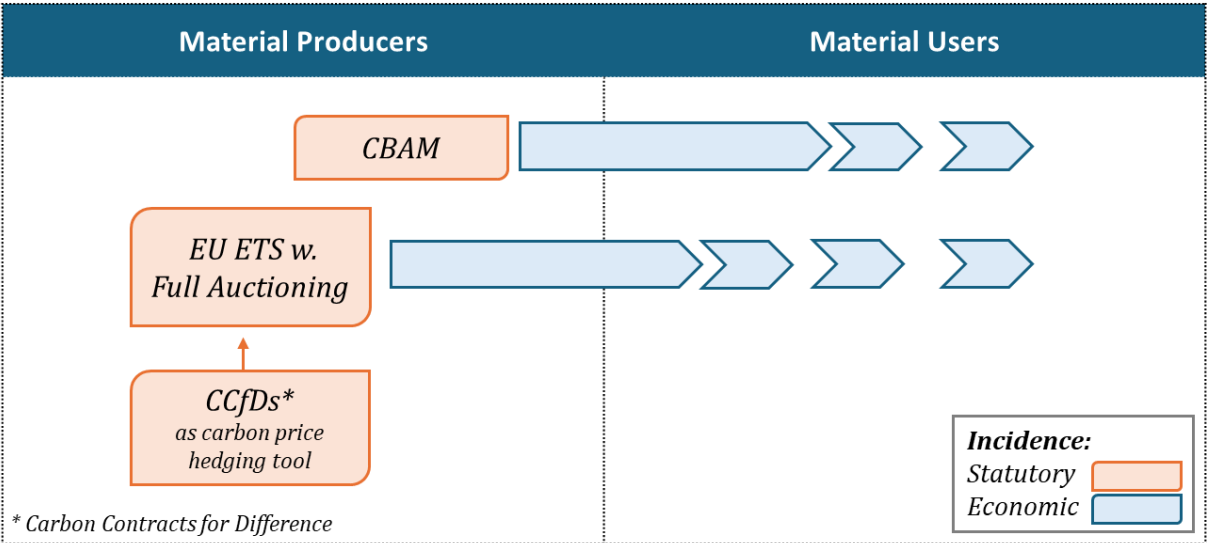 Material Producers
Material Users
CBAM
EU ETS w.
Full Auctioning
CCfDs*
as carbon price
hedging tool
Incidence:
Statutory
Economic
* Carbon Contracts for Difference